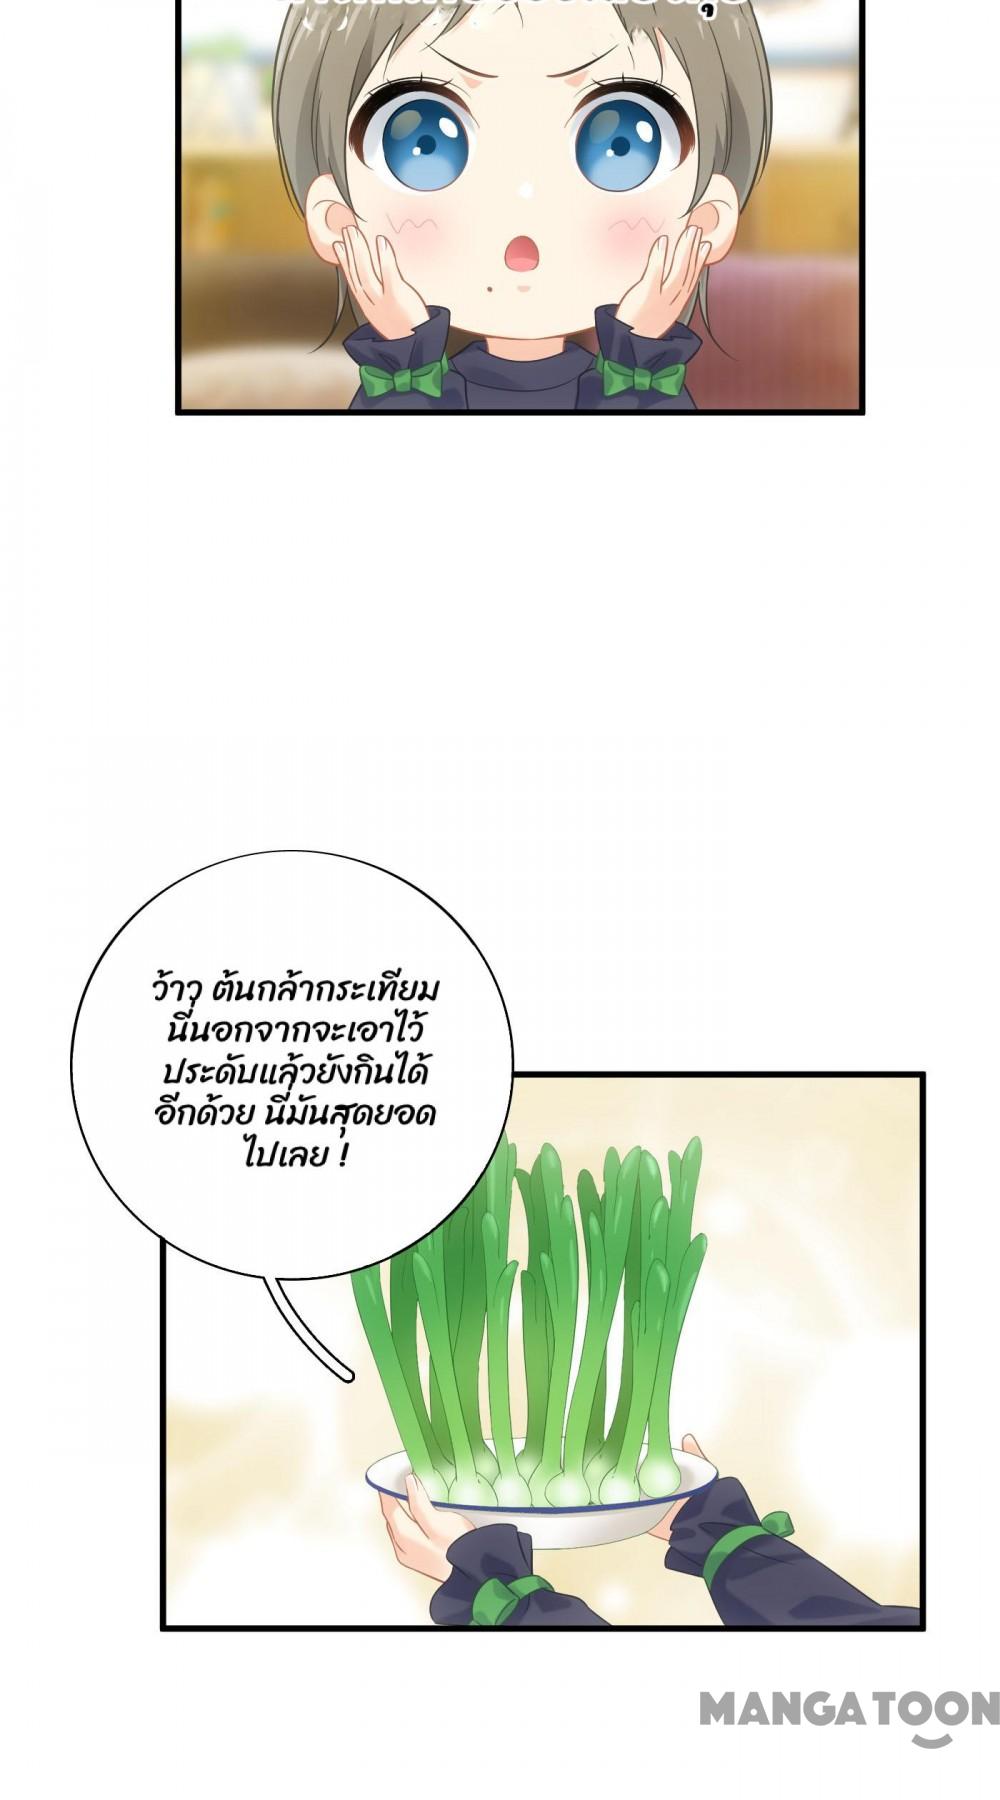 ว้าว ต้นกล้ากระเทียม
นี่นอกจากจะเอาไว้
ประดับแล้วยังกินได้
อีกด้วย นี่มันสุดยอด
ไปเลย !
MANGATOON